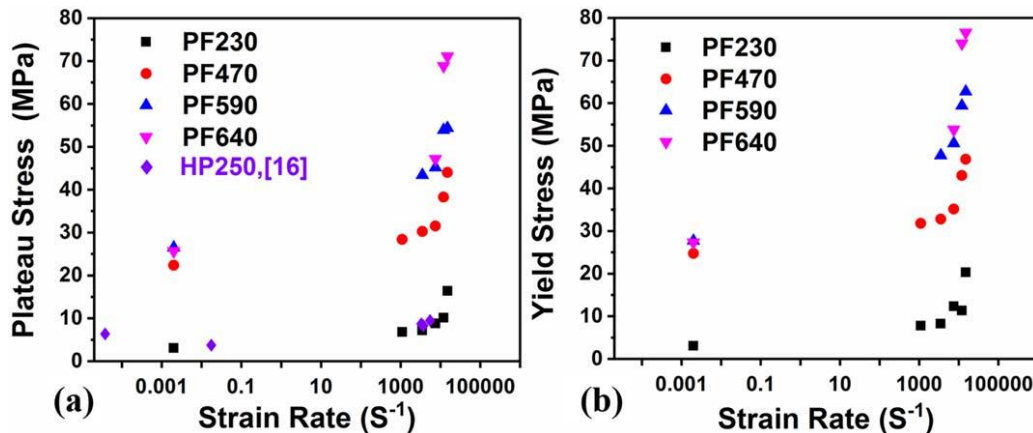 80
70
60
50
40
30
20
10
0
Plateau Stress (MPa)
PF230
PF470
PF590
PF640
HP250,[16]
0.001 0.1 10 1000 100000
Strain Rate (S⁻¹)
(a)
80
70
60
50
40
30
20
10
0
Yield Stress (MPa)
PF230
PF470
PF590
PF640
0.001 0.1 10 1000 100000
Strain Rate (S⁻¹)
(b)